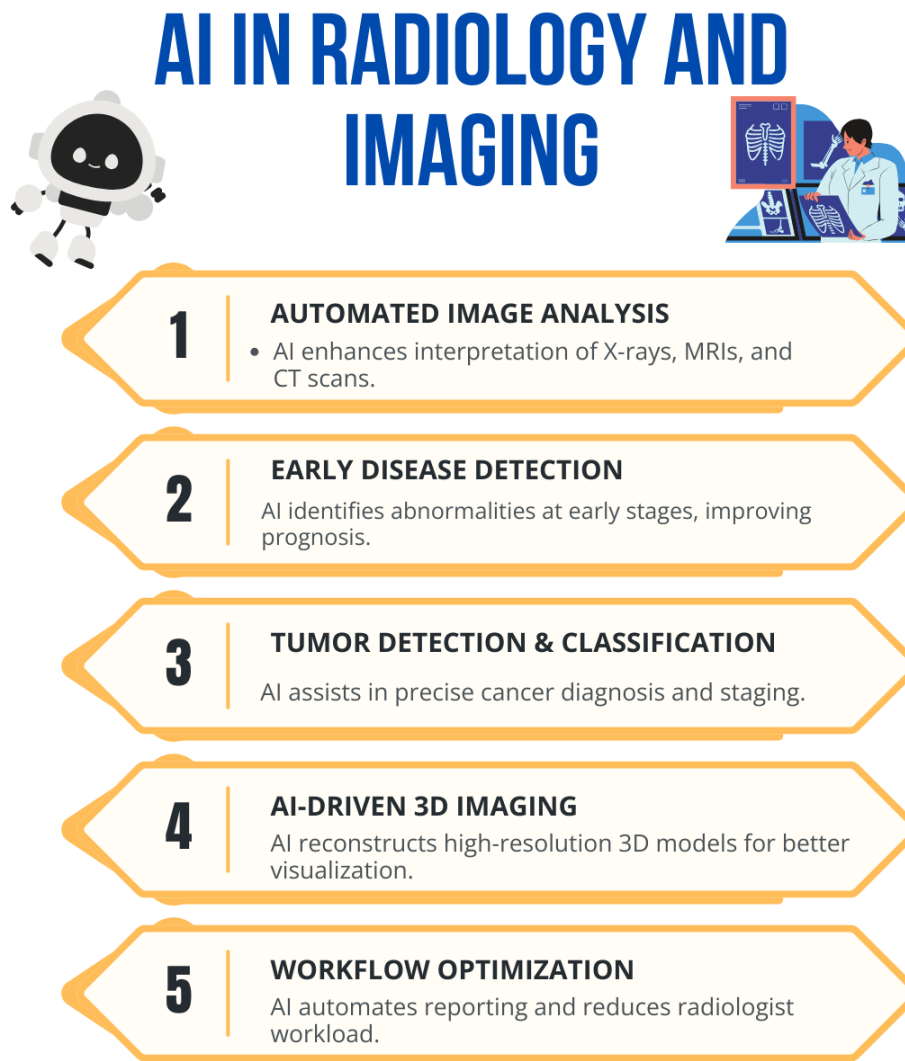 AI IN RADIOLOGY AND
IMAGING
1
AUTOMATED IMAGE ANALYSIS
• AI enhances interpretation of X-rays, MRIs, and
CT scans.
2
EARLY DISEASE DETECTION
AI identifies abnormalities at early stages, improving
prognosis.
3
TUMOR DETECTION & CLASSIFICATION
AI assists in precise cancer diagnosis and staging.
4
AI-DRIVEN 3D IMAGING
AI reconstructs high-resolution 3D models for better
visualization.
5
WORKFLOW OPTIMIZATION
AI automates reporting and reduces radiologist
workload.